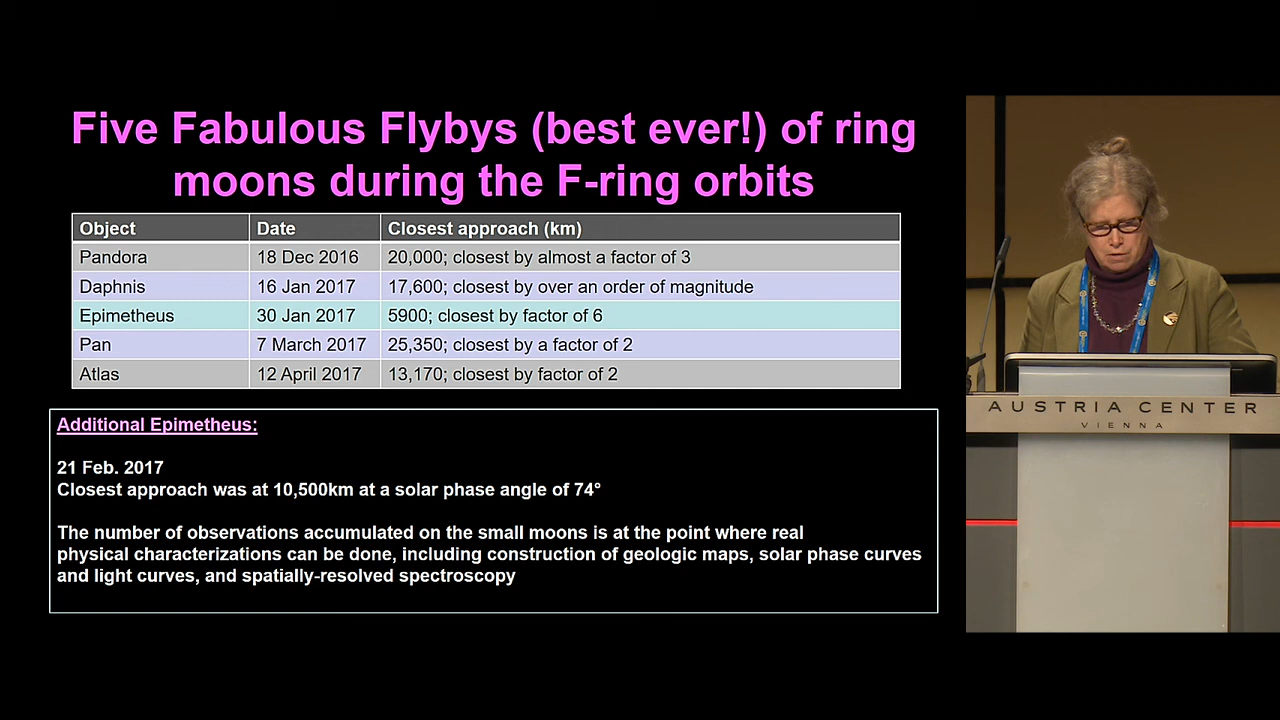 Five Fabulous Flybys (best ever!) of ring
moons during the F-ring orbits
Object Date Closest approach (km)
Pandora 18 Dec 2016 20,000; closest by almost a factor of 3
Daphnis 16 Jan 2017 17,600; closest by over an order of magnitude
Epimetheus 30 Jan 2017 5900; closest by factor of 6
Pan 7 March 2017 25,350; closest by a factor of 2
Atlas 12 April 2017 13,170; closest by factor of 2
Additional Epimetheus:
21 Feb. 2017
Closest approach was at 10,500km at a solar phase angle of 74°
The number of observations accumulated on the small moons is at the point where real
physical characterizations can be done, including construction of geologic maps, solar phase curves
and light curves, and spatially-resolved spectroscopy
AUSTRIA CENTER
VIENNA